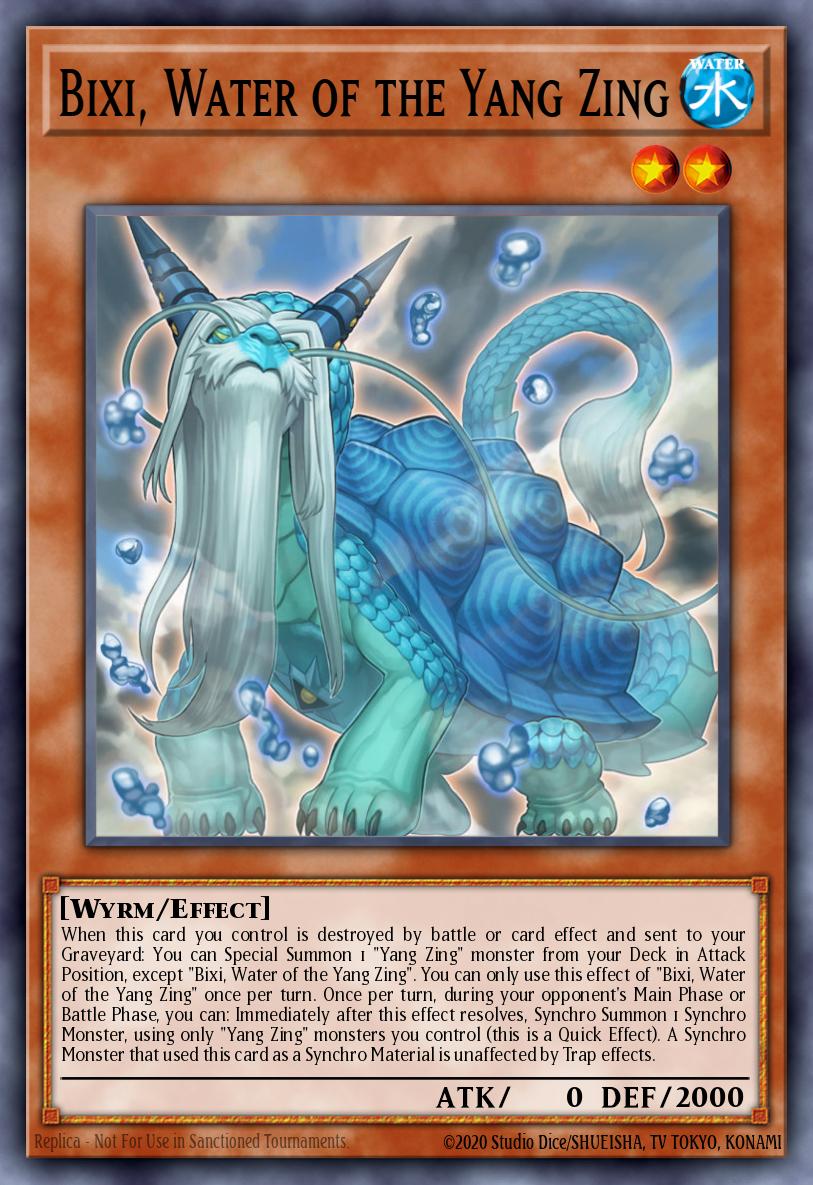 Bixi, Water of the Yang Zing
WATER
水
[Wyrm/Effect]
When this card you control is destroyed by battle or card effect and sent to your
Graveyard: You can Special Summon 1 "Yang Zing" monster from your Deck in Attack
Position, except "Bixi, Water of the Yang Zing". You can only use this effect of "Bixi, Water
of the Yang Zing" once per turn. Once per turn, during your opponent's Main Phase or
Battle Phase, you can: Immediately after this effect resolves, Synchro Summon 1 Synchro
Monster, using only "Yang Zing" monsters you control (this is a Quick Effect). A Synchro
Monster that used this card as a Synchro Material is unaffected by Trap effects.
ATK/ 0 DEF/2000
Replica - Not For Use in Sanctioned Tournaments.
©2020 Studio Dice/SHUEISHA, TV TOKYO, KONAMI